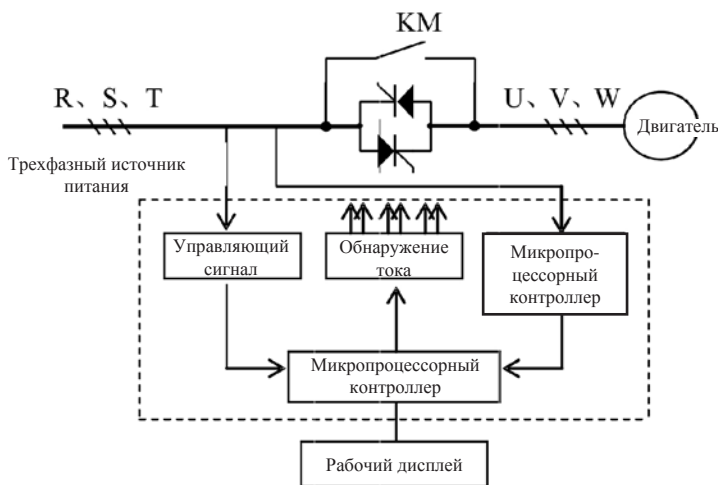 KM
R、S、T
U、V、W
Двигатель
Трехфазный источник
питания
Управляющий
сигнал
Обнаружение
тока
Микропро-
цессорный
контроллер
Микропроцессорный
контроллер
Рабочий дисплей